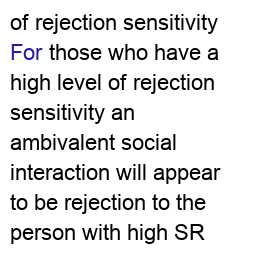 of rejection sensitivity
For those who have a
high level of rejection
sensitivity an
ambivalent social
interaction will appear
to be rejection to the
person with high SR